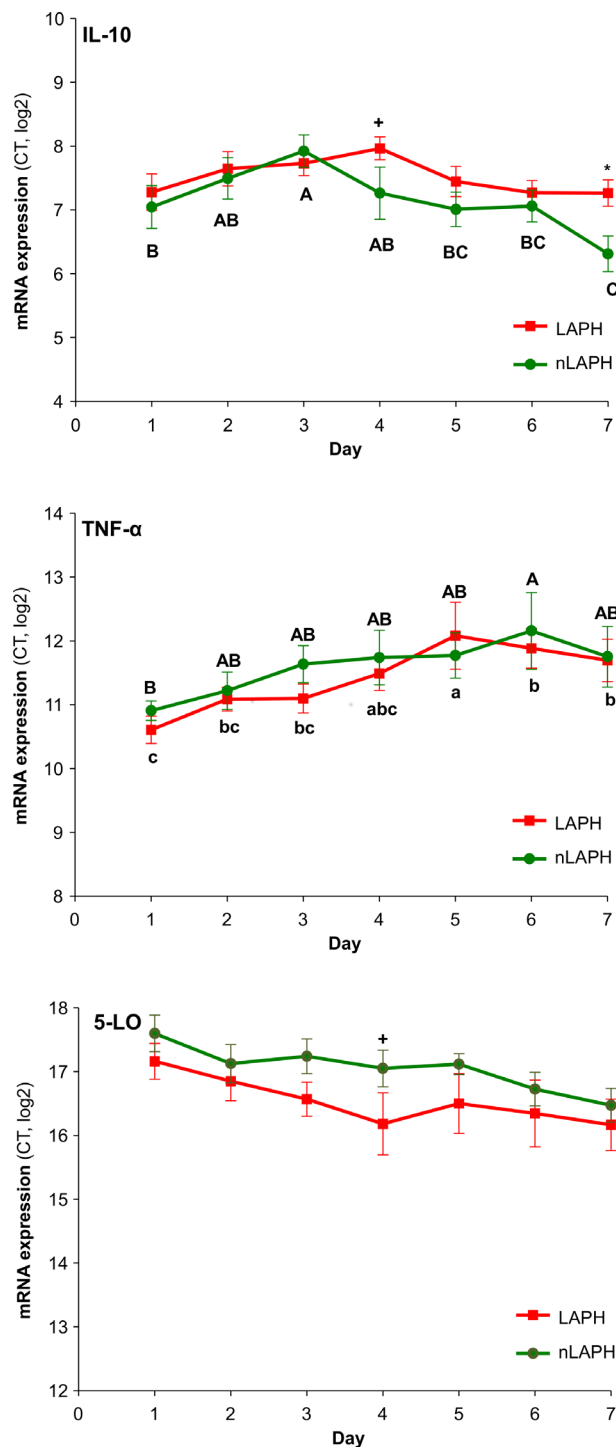 IL-10
mRNA expression (CT, log2)
10
9
8
7
6
5
4
+
*
A
B
AB
AB
BC
BC
C
LAPH
nLAPH
0
1
2
3
4
5
6
7
Day
TNF-α
mRNA expression (CT, log2)
14
13
12
11
10
9
8
B
AB
AB
AB
AB
A
AB
c
bc
bc
abc
a
b
b
LAPH
nLAPH
0
1
2
3
4
5
6
7
Day
5-LO
mRNA expression (CT, log2)
18
17
16
15
14
13
12
+
LAPH
nLAPH
0
1
2
3
4
5
6
7
Day